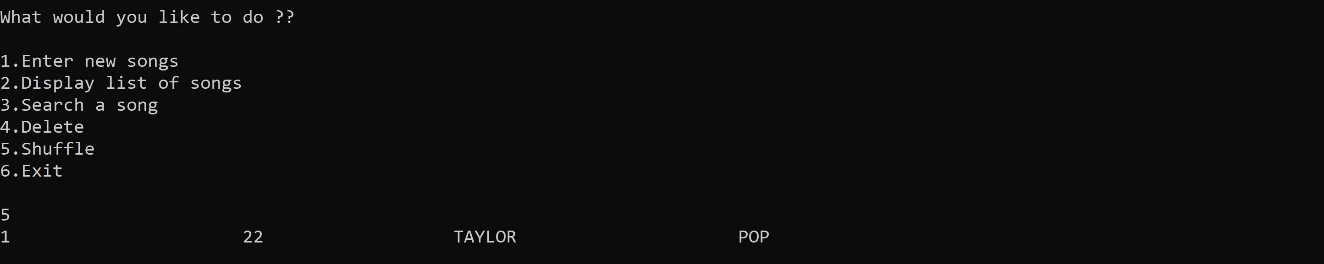 What would you like to do ??
1.Enter new songs
2.Display list of songs
3.Search a song
4.Delete
5.Shuffle
6.Exit
5
1 22 TAYLOR POP